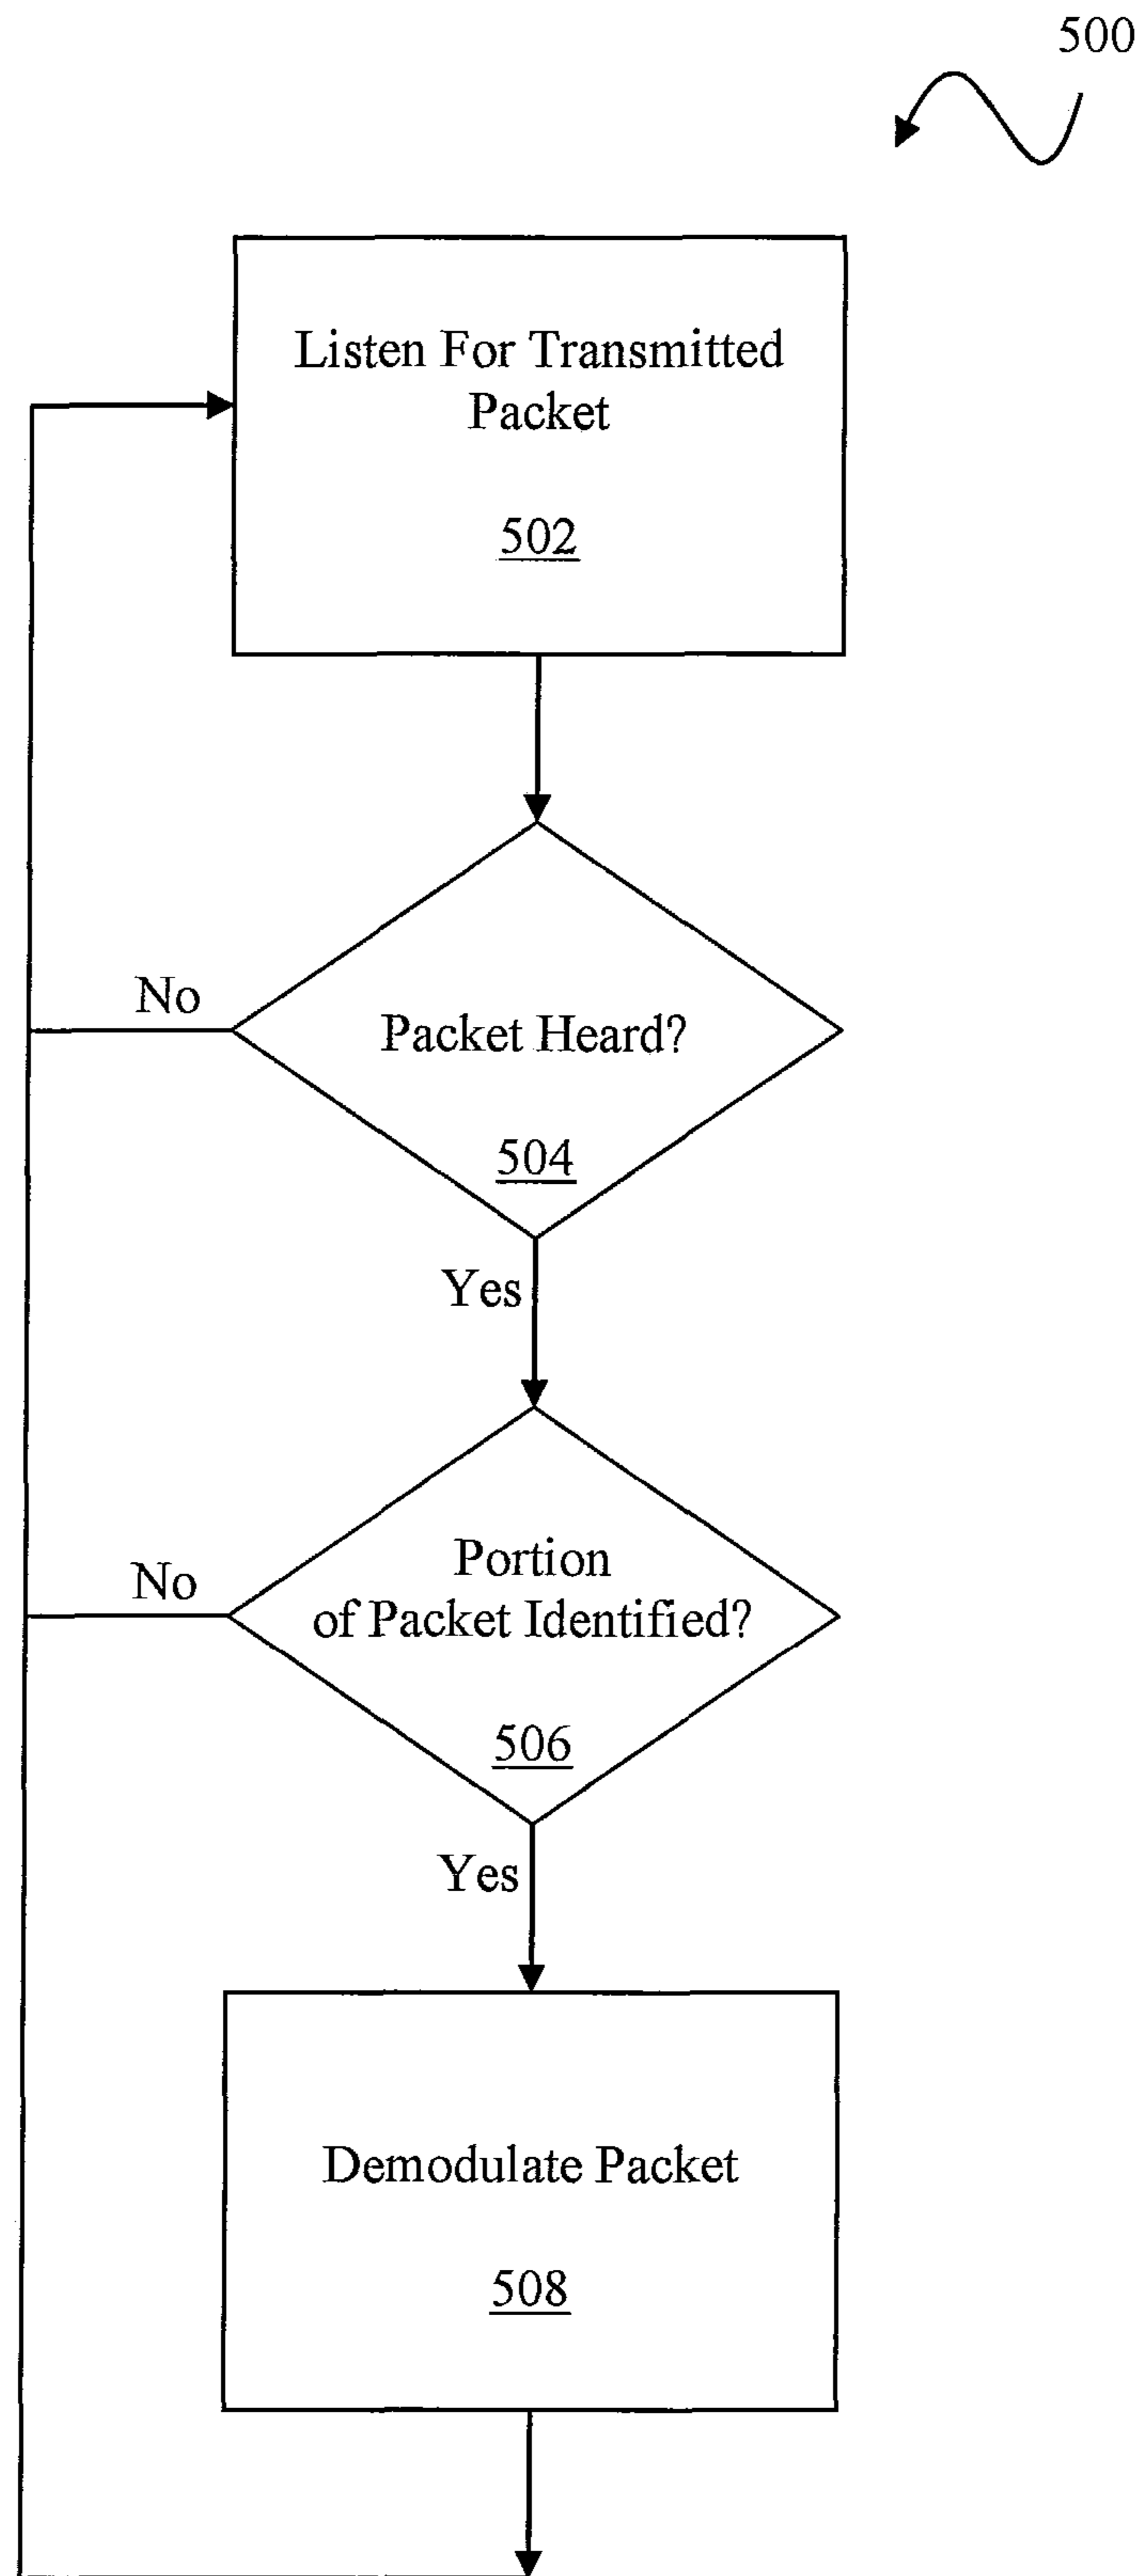 500
Listen For Transmitted
Packet
502
No
Packet Heard?
504
Yes
No
Portion
of Packet Identified?
506
Yes
Demodulate Packet
508